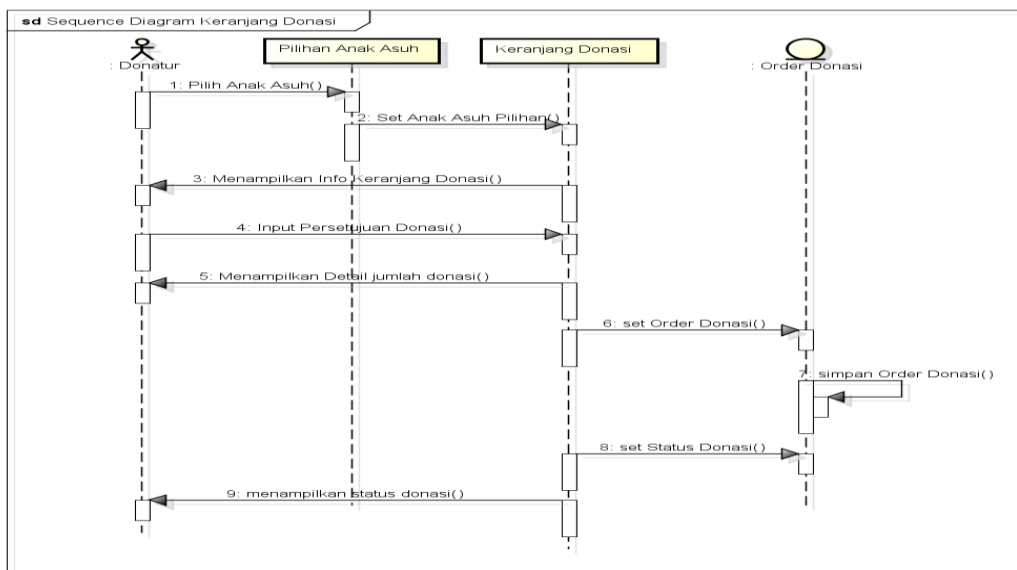 sd Sequence Diagram Keranjang Donasi
: Donatur
Pilihan Anak Asuh
Keranjang Donasi
: Order Donasi
1: Pilih Anak Asuh()
2: Set Anak Asuh Pilihan()
3: Menampilkan Info Keranjang Donasi()
4: Input Persetujuan Donasi()
5: Menampilkan Detail jumlah donasi()
6: set Order Donasi()
7: simpan Order Donasi()
8: set Status Donasi()
9: menampilkan status donasi()